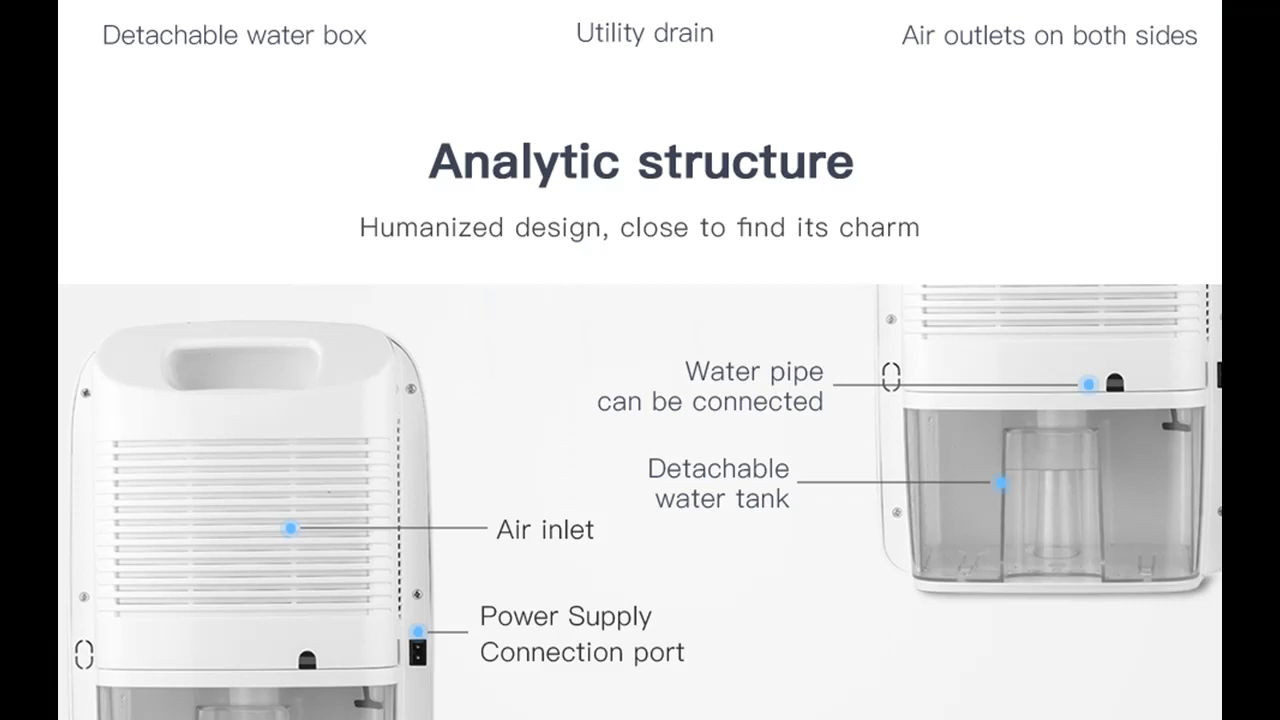 Detachable water box
Utility drain
Air outlets on both sides
Analytic structure
Humanized design, close to find its charm
Water pipe
can be connected
Detachable
water tank
Air inlet
Power Supply
Connection port